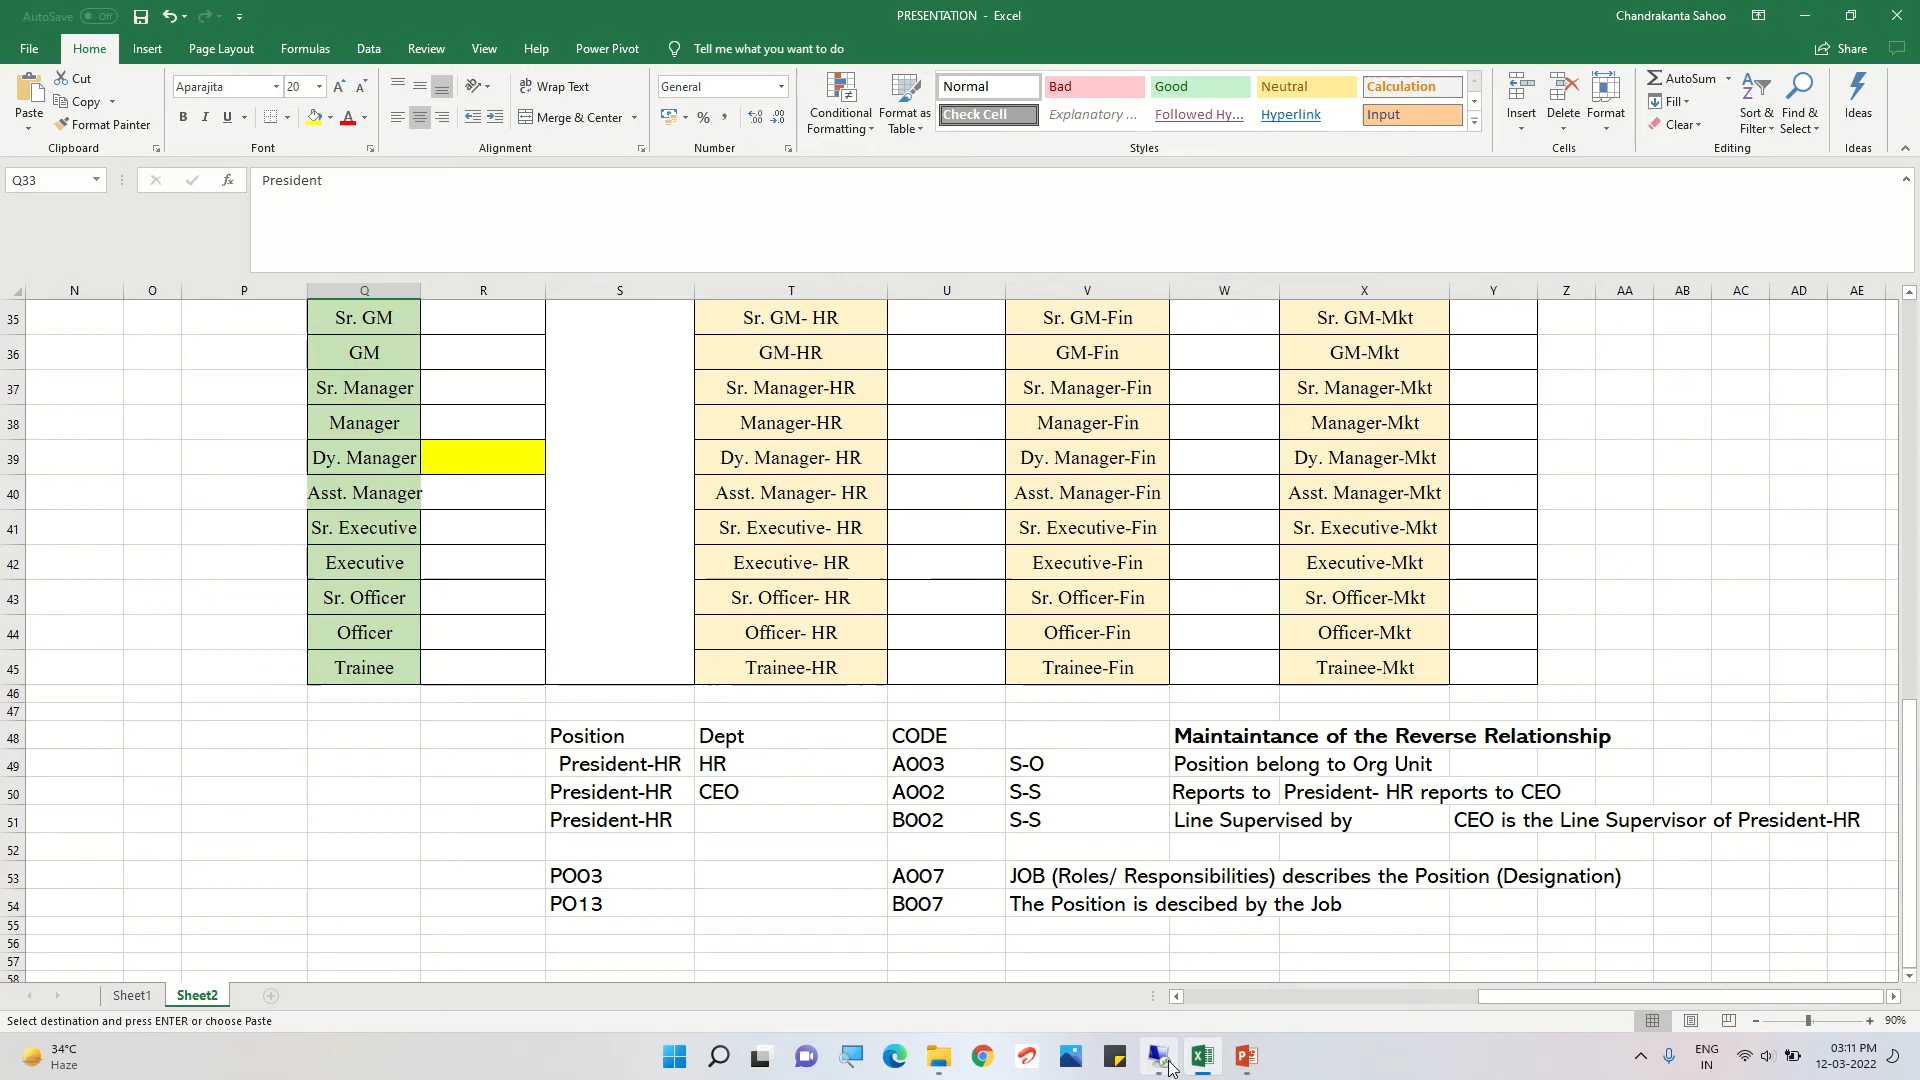 AutoSave Off PRESENTATION - Excel Chandrakanta Sahoo
File Home Insert Page Layout Formulas Data Review View Help Power Pivot Tell me what you want to do Share
Cut
Copy
Format Painter
Paste
Clipboard
Aparajita 20
B I U
Font
Wrap Text
Merge & Center
Alignment
General
Number
Conditional Formatting
Format as Table
Normal Bad Good Neutral Calculation
Check Cell Explanatory ... Followed Hy... Hyperlink Input
Styles
Insert Delete Format
Cells
AutoSum
Fill
Clear
Sort & Filter
Find & Select
Editing
Ideas
Ideas
Q33 fx President
N O P Q R S T U V W X Y Z AA AB AC AD AE
35 Sr. GM Sr. GM- HR Sr. GM-Fin Sr. GM-Mkt
36 GM GM-HR GM-Fin GM-Mkt
37 Sr. Manager Sr. Manager-HR Sr. Manager-Fin Sr. Manager-Mkt
38 Manager Manager-HR Manager-Fin Manager-Mkt
39 Dy. Manager Dy. Manager- HR Dy. Manager-Fin Dy. Manager-Mkt
40 Asst. Manager Asst. Manager- HR Asst. Manager-Fin Asst. Manager-Mkt
41 Sr. Executive Sr. Executive- HR Sr. Executive-Fin Sr. Executive-Mkt
42 Executive Executive- HR Executive-Fin Executive-Mkt
43 Sr. Officer Sr. Officer- HR Sr. Officer-Fin Sr. Officer-Mkt
44 Officer Officer- HR Officer-Fin Officer-Mkt
45 Trainee Trainee-HR Trainee-Fin Trainee-Mkt
46
47
48 Position Dept CODE Maintaintance of the Reverse Relationship
49 President-HR HR A003 S-O Position belong to Org Unit
50 President-HR CEO A002 S-S Reports to President- HR reports to CEO
51 President-HR B002 S-S Line Supervised by CEO is the Line Supervisor of President-HR
52
53 PO03 A007 JOB (Roles/ Responsibilities) describes the Position (Designation)
54 PO13 B007 The Position is descibed by the Job
55
56
57
58
Sheet1 Sheet2
Select destination and press ENTER or choose Paste 90%
34°C
Haze
ENG
IN
03:11 PM
12-03-2022